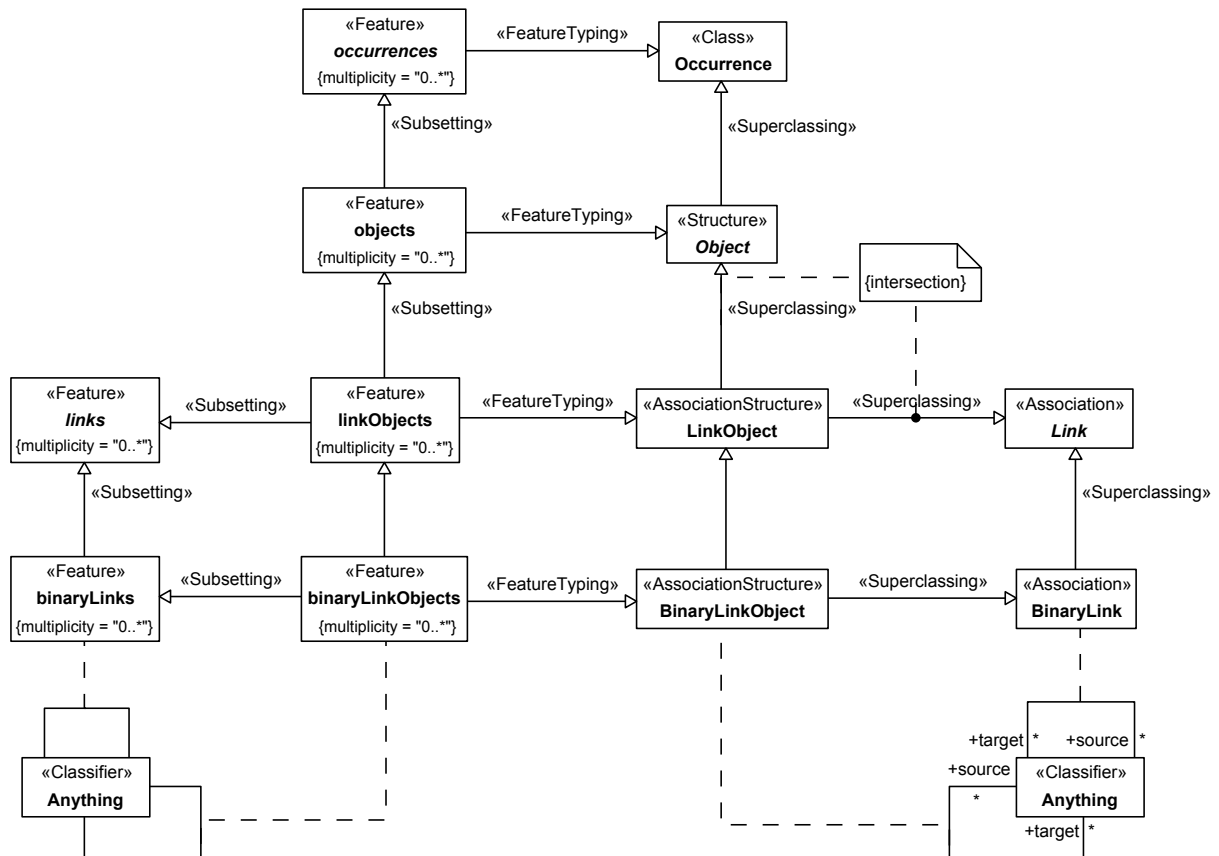 «Feature»
occurrences
{multiplicity = "0..*"}
«FeatureTyping»
«Class»
Occurrence
«Subsetting»
«Superclassing»
«Feature»
objects
{multiplicity = "0..*"}
«FeatureTyping»
«Structure»
Object
{intersection}
«Subsetting»
«Superclassing»
«Feature»
links
{multiplicity = "0..*"}
«Subsetting»
«Feature»
linkObjects
{multiplicity = "0..*"}
«FeatureTyping»
«AssociationStructure»
LinkObject
«Superclassing»
«Association»
Link
«Subsetting»
«Superclassing»
«Feature»
binaryLinks
{multiplicity = "0..*"}
«Subsetting»
«Feature»
binaryLinkObjects
{multiplicity = "0..*"}
«FeatureTyping»
«AssociationStructure»
BinaryLinkObject
«Superclassing»
«Association»
BinaryLink
«Classifier»
Anything
+target *
+source *
+source
*
«Classifier»
Anything
+target *